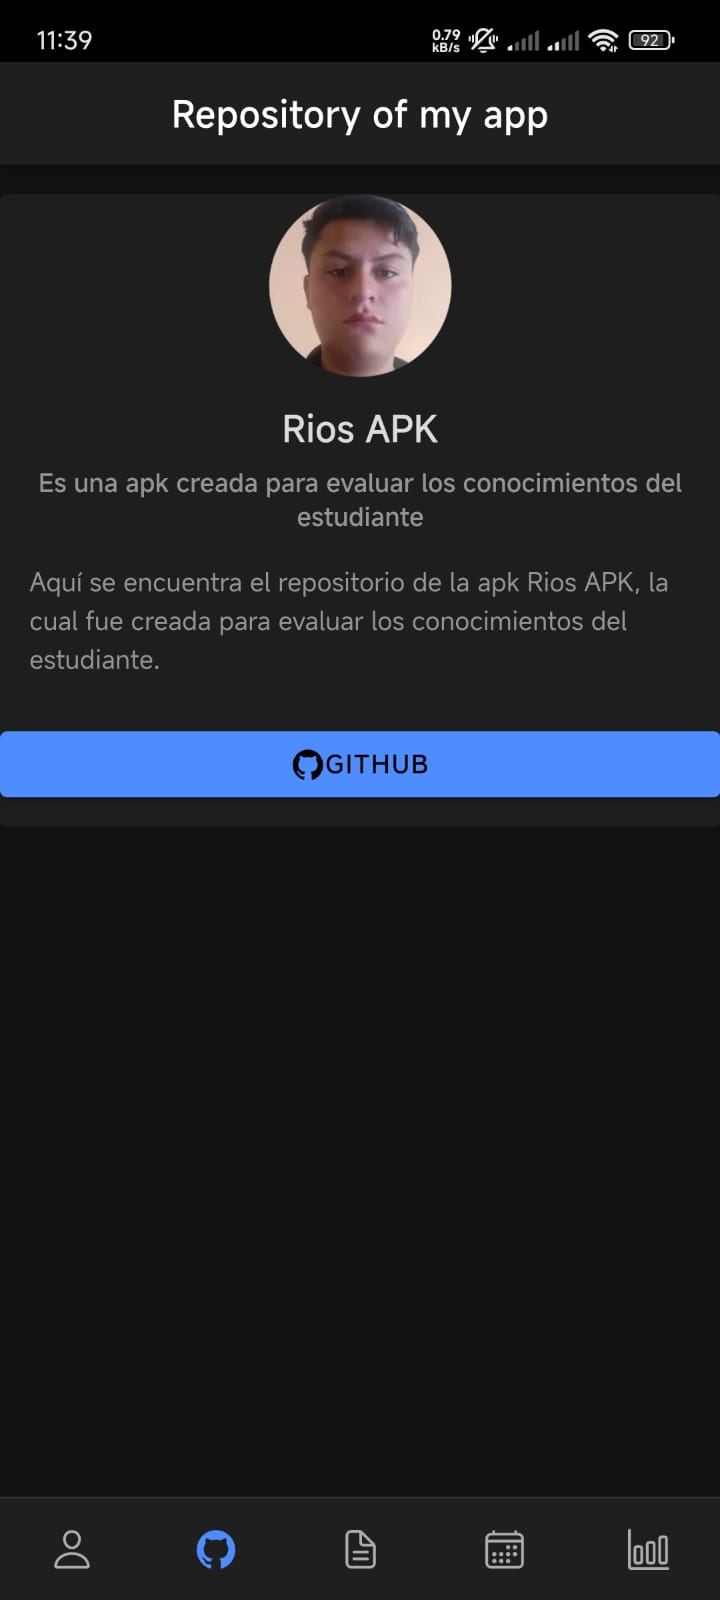 11:39
0.79
kB/s
92
Repository of my app
Rios APK
Es una apk creada para evaluar los conocimientos del
estudiante
Aquí se encuentra el repositorio de la apk Rios APK, la
cual fue creada para evaluar los conocimientos del
estudiante.
GITHUB